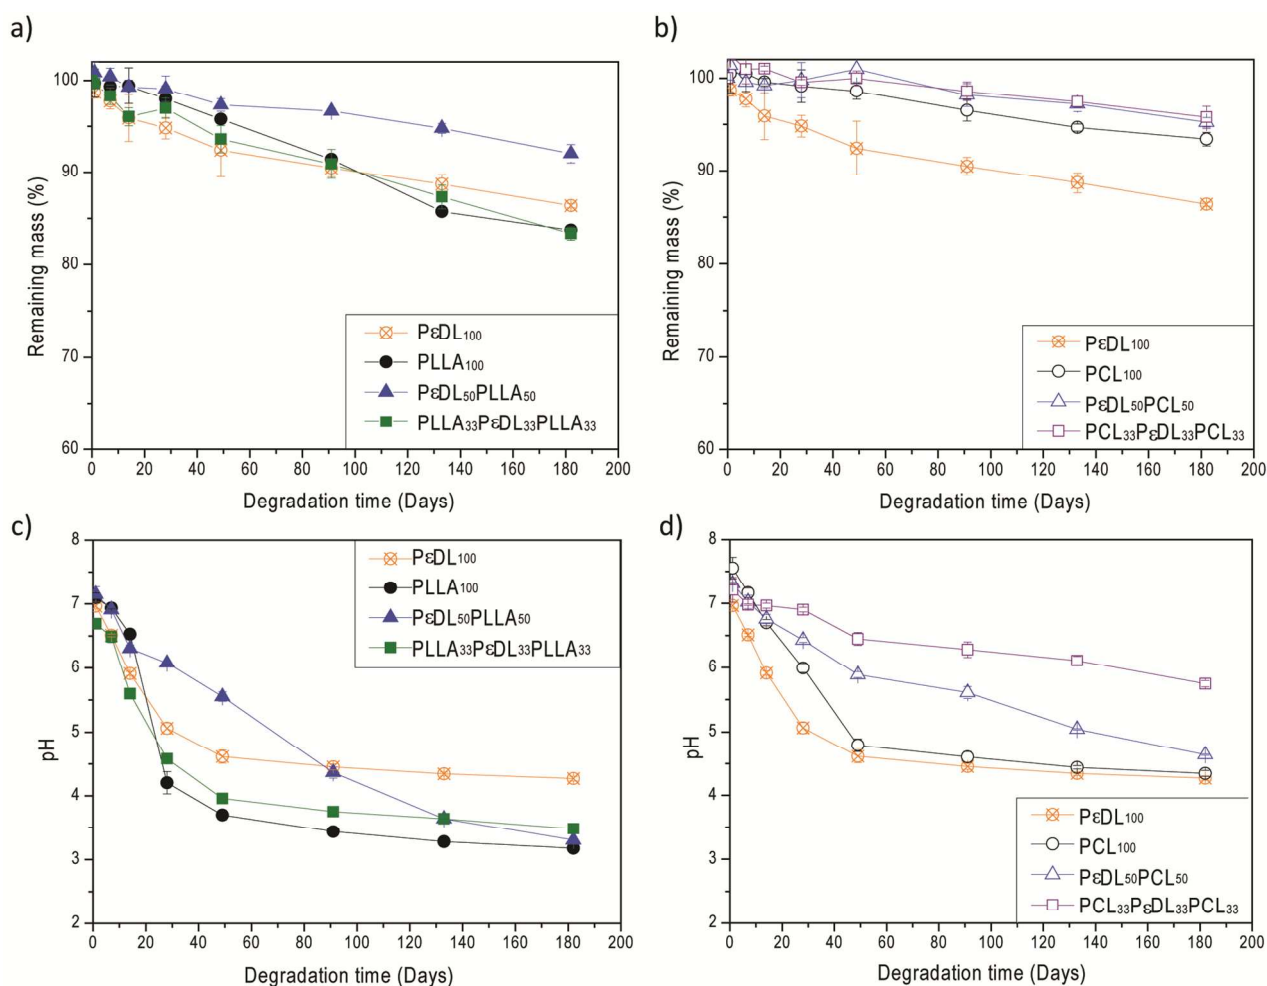 a)
100
90
80
70
60
Remaining mass (%)
PεDL100
PLLA100
PεDL50PLLA50
PLLA33PεDL33PLLA33
0 20 40 60 80 100 120 140 160 180 200
Degradation time (Days)
b)
100
90
80
70
60
Remaining mass (%)
PεDL100
PCL100
PεDL50PCL50
PCL33PεDL33PCL33
0 20 40 60 80 100 120 140 160 180 200
Degradation time (Days)
c)
8
7
6
5
4
3
2
pH
PεDL100
PLLA100
PεDL50PLLA50
PLLA33PεDL33PLLA33
0 20 40 60 80 100 120 140 160 180 200
Degradation time (Days)
d)
8
7
6
5
4
3
2
pH
PεDL100
PCL100
PεDL50PCL50
PCL33PεDL33PCL33
0 20 40 60 80 100 120 140 160 180 200
Degradation time (Days)